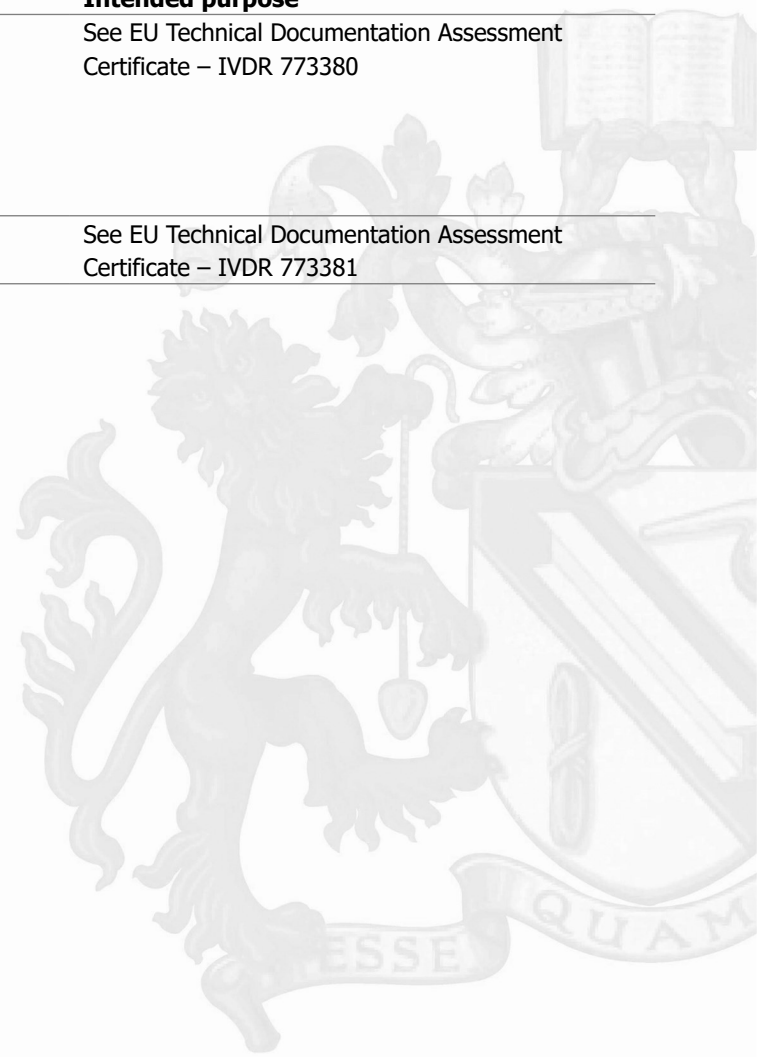 Intended purpose
See EU Technical Documentation Assessment
Certificate – IVDR 773380
See EU Technical Documentation Assessment
Certificate – IVDR 773381
ESSE QUAM